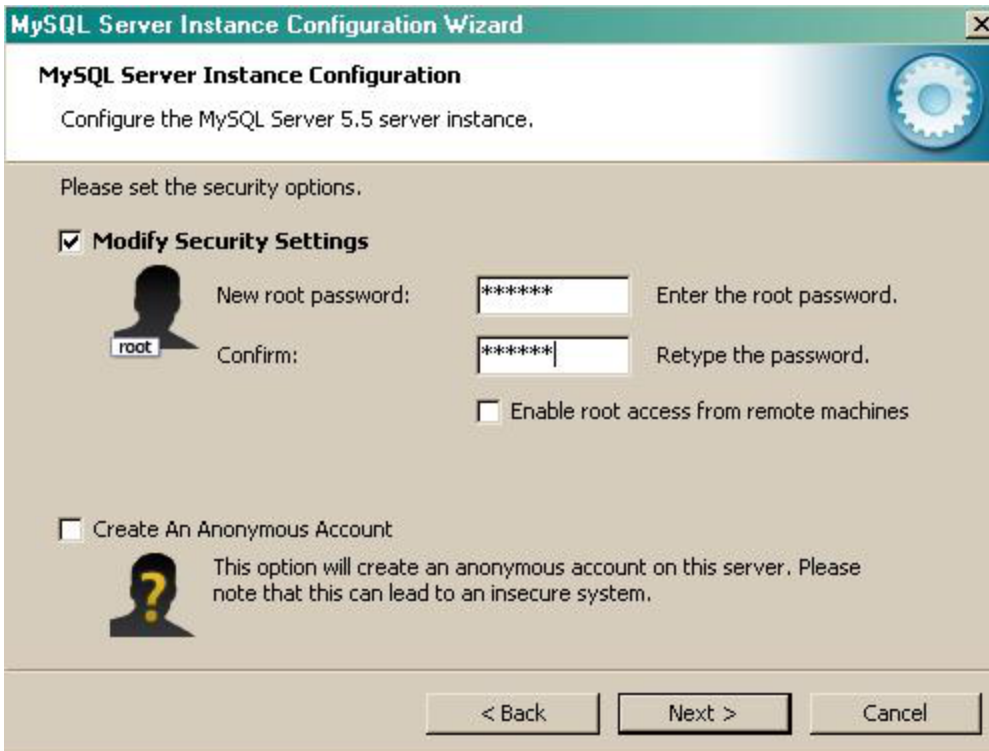 MySQL Server Instance Configuration Wizard
MySQL Server Instance Configuration
Configure the MySQL Server 5.5 server instance.
Please set the security options.
Modify Security Settings
New root password: ****** Enter the root password.
root
Confirm: ****** Retype the password.
Enable root access from remote machines
Create An Anonymous Account
This option will create an anonymous account on this server. Please
note that this can lead to an insecure system.
?
< Back Next > Cancel